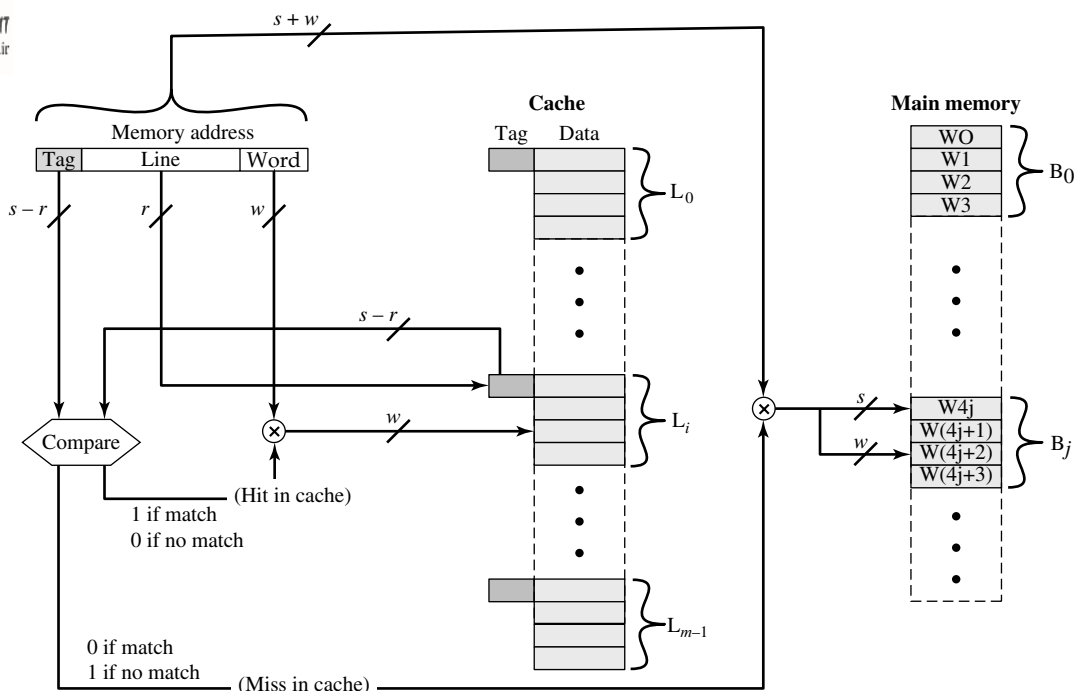 .ir
s + w
Cache
Main memory
Memory address
Tag Data
Tag Line Word
WO
W1
W2
W3
B0
L0
s – r
r
w
s – r
W4j
W(4j+1)
W(4j+2)
W(4j+3)
Bj
Li
s
w
w
Compare
(Hit in cache)
1 if match
0 if no match
Lm–1
0 if match
1 if no match
(Miss in cache)